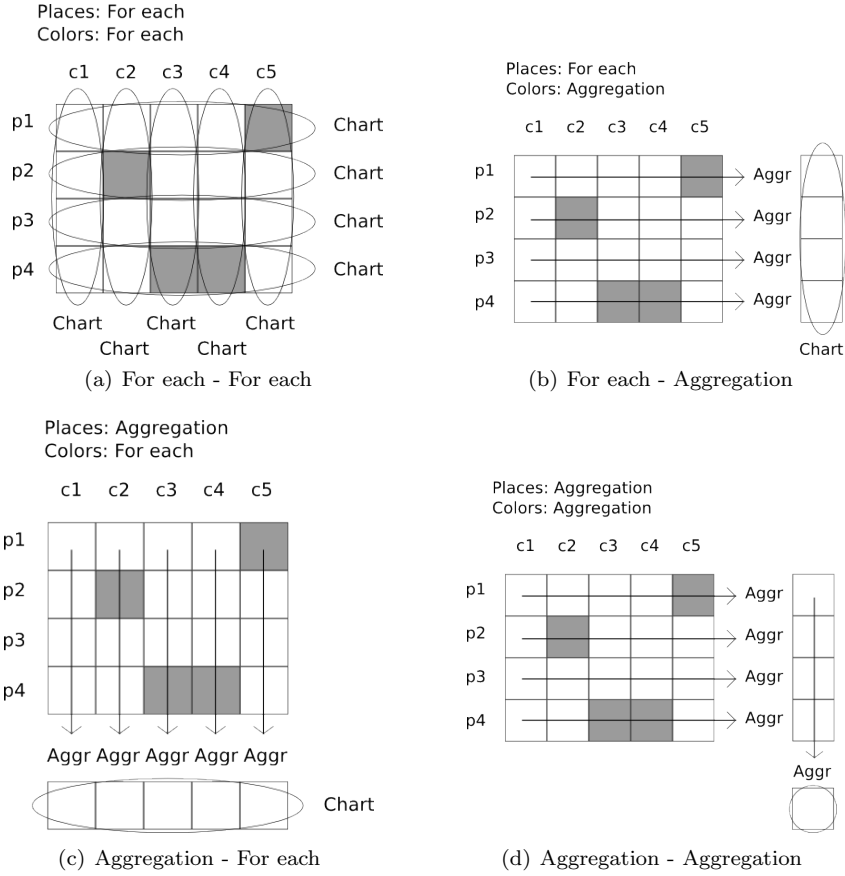 Places: For each
Colors: For each
c1 c2 c3 c4 c5
p1 Chart
p2 Chart
p3 Chart
p4 Chart
Chart Chart Chart
Chart Chart
(a) For each - For each
Places: For each
Colors: Aggregation
c1 c2 c3 c4 c5
p1 Aggr
p2 Aggr
p3 Aggr
p4 Aggr
Chart
(b) For each - Aggregation
Places: Aggregation
Colors: For each
c1 c2 c3 c4 c5
p1
p2
p3
p4
Aggr Aggr Aggr Aggr Aggr
Chart
(c) Aggregation - For each
Places: Aggregation
Colors: Aggregation
c1 c2 c3 c4 c5
p1 Aggr
p2 Aggr
p3 Aggr
p4 Aggr
Aggr
(d) Aggregation - Aggregation